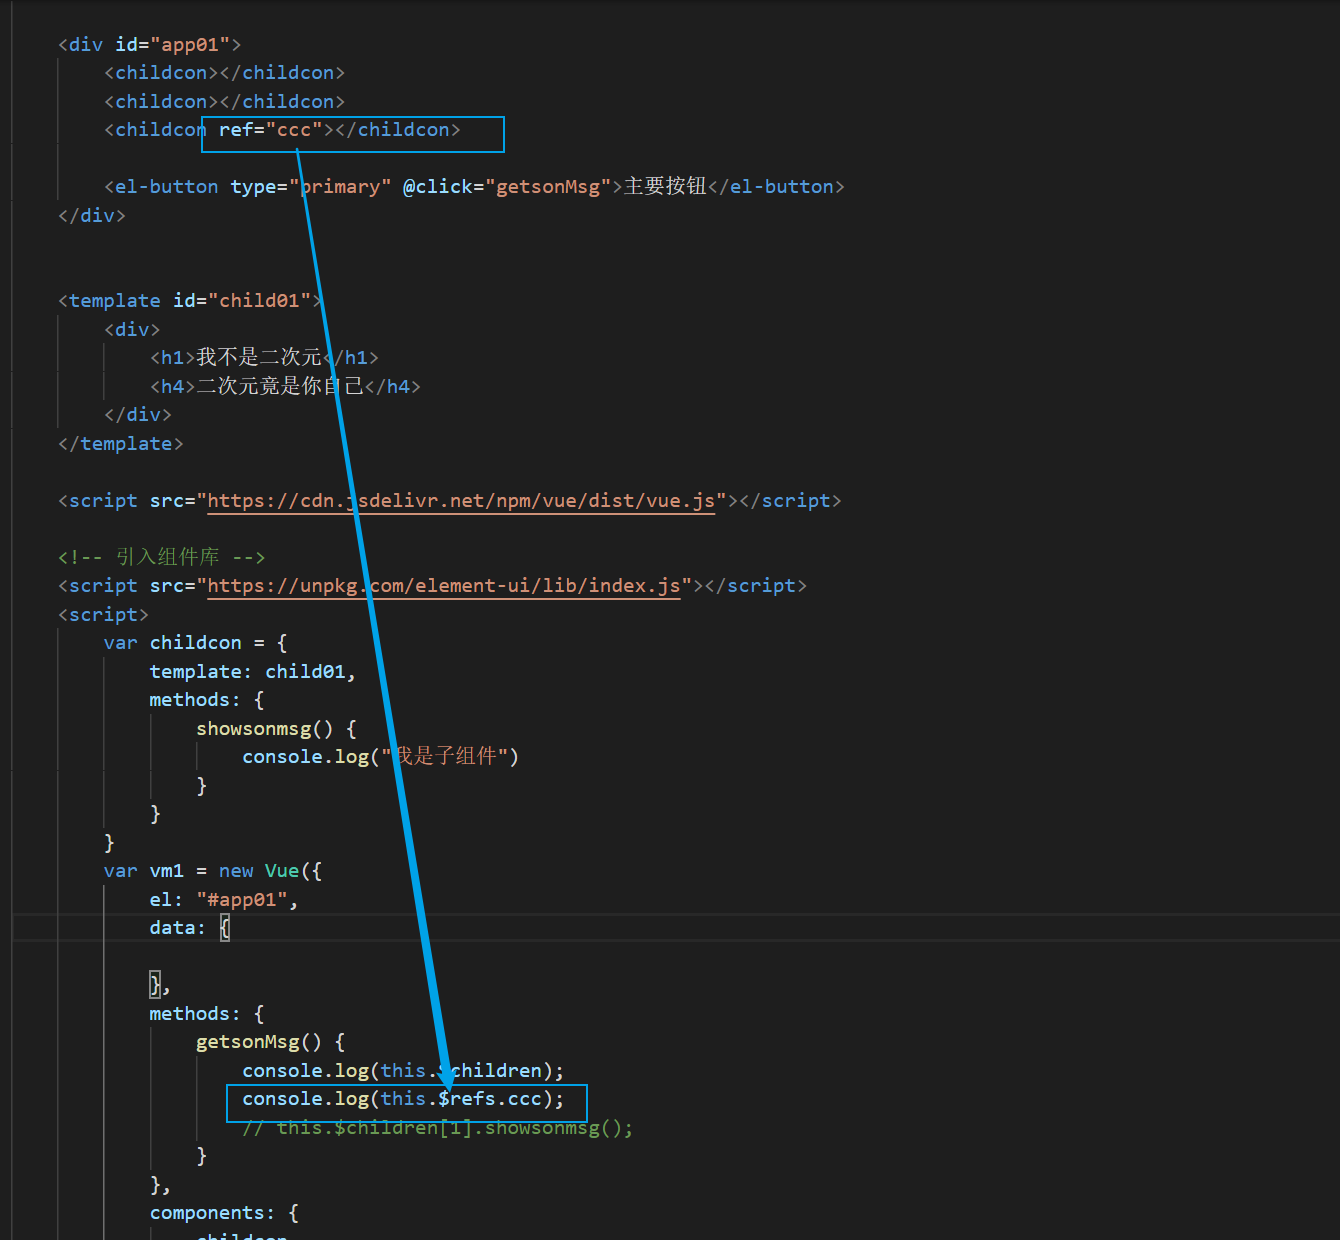 <div id="app01">
<childcon></childcon>
<childcon></childcon>
<childcon ref="ccc"></childcon>
<el-button type="primary" @click="getsonMsg">主要按钮</el-button>
</div>
<template id="child01">
<div>
<h1>我不是二次元</h1>
<h4>二次元竟是你自己</h4>
</div>
</template>
<script src="https://cdn.jsdelivr.net/npm/vue/dist/vue.js"></script>
<!-- 引入组件库 -->
<script src="https://unpkg.com/element-ui/lib/index.js"></script>
<script>
var childcon = {
template: child01,
methods: {
showsonmsg() {
console.log("我是子组件")
}
}
}
var vm1 = new Vue({
el: "#app01",
data: {
},
methods: {
getsonMsg() {
console.log(this.$children);
console.log(this.$refs.ccc);
// this.$children[1].showsonmsg();
}
},
components: {
childcon